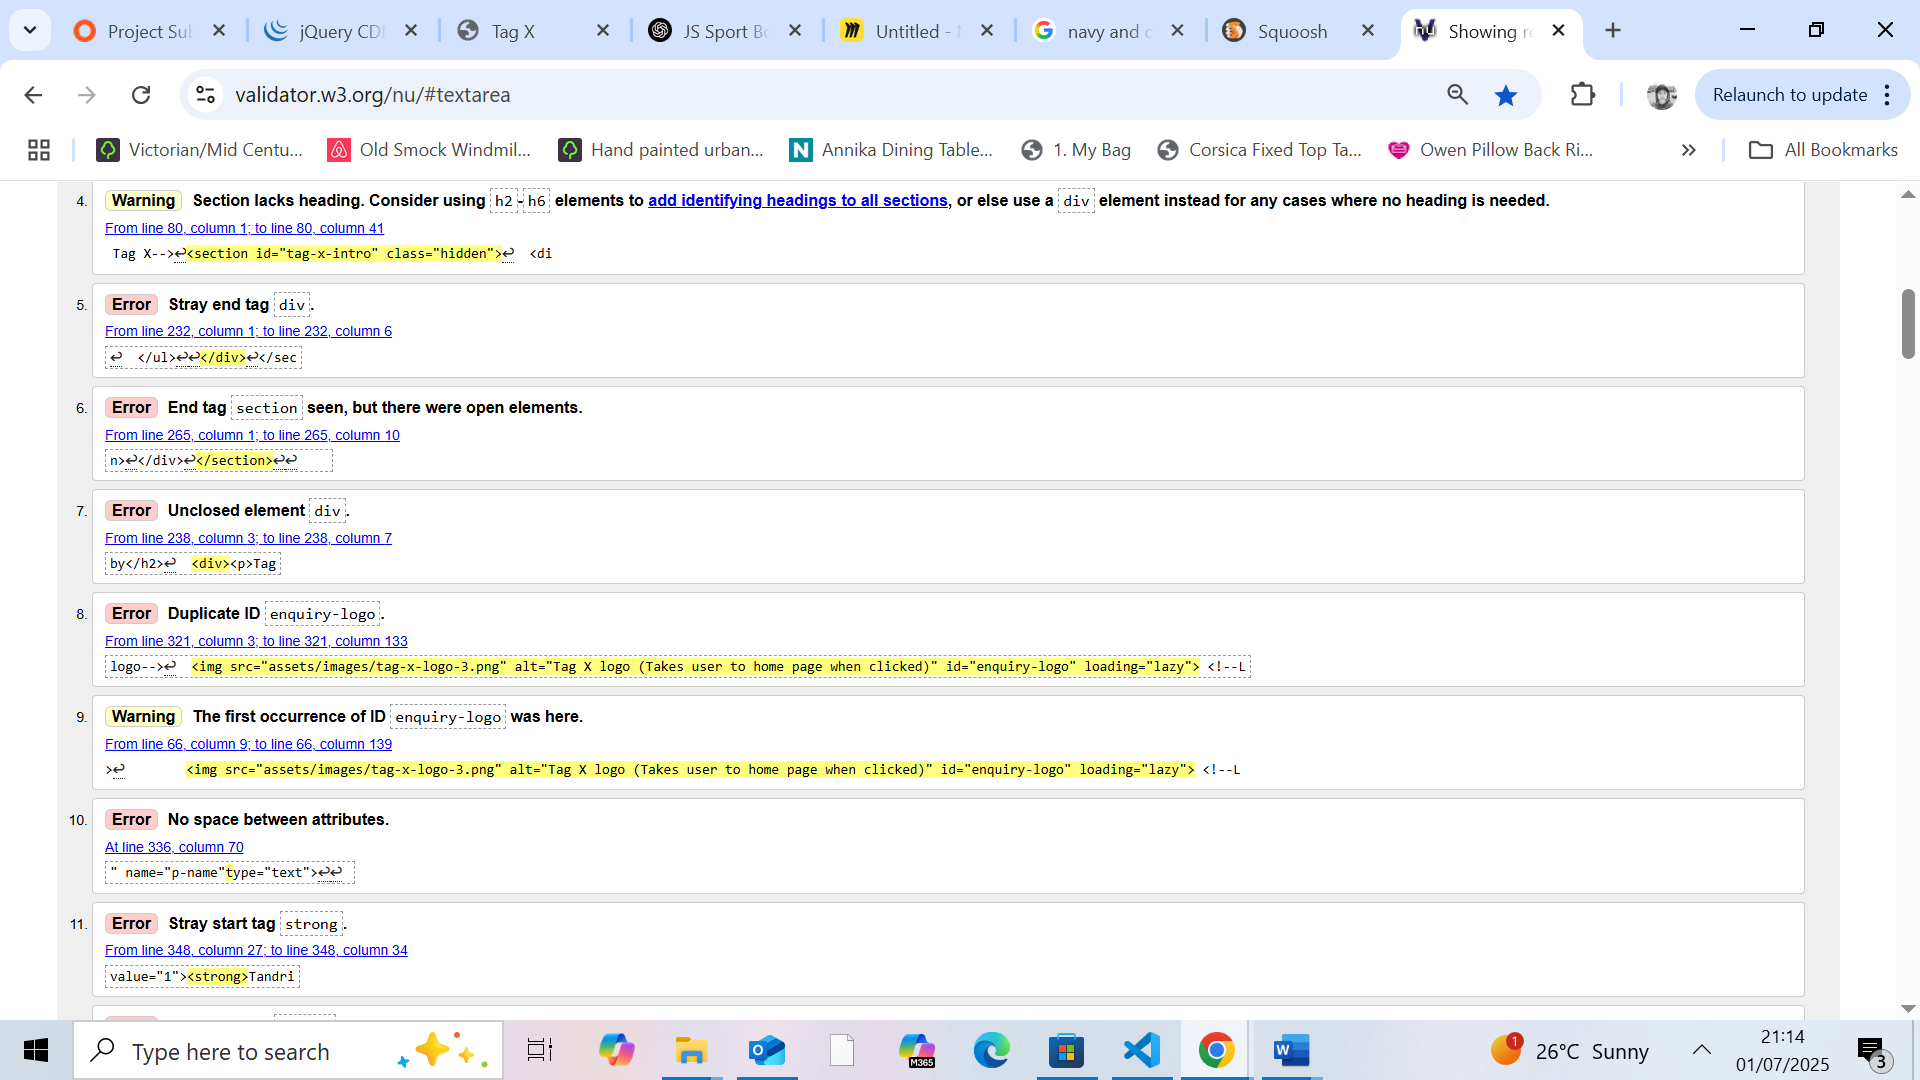 Project Sub
jQuery CDN
Tag X
JS Sport Bo
Untitled -
navy and c
Squoosh
Showing re
validator.w3.org/nu/#textarea
Relaunch to update
Victorian/Mid Centu...
Old Smock Windmil...
Hand painted urban...
Annika Dining Table...
1. My Bag
Corsica Fixed Top Ta...
Owen Pillow Back Ri...
All Bookmarks
4. Warning Section lacks heading. Consider using h2-h6 elements to add identifying headings to all sections, or else use a div element instead for any cases where no heading is needed.
From line 80, column 1; to line 80, column 41
Tag X-->↩<section id="tag-x-intro" class="hidden">↩ <di
5. Error Stray end tag div.
From line 232, column 1; to line 232, column 6
↩ </ul>↩↩</div>↩</sec
6. Error End tag section seen, but there were open elements.
From line 265, column 1; to line 265, column 10
n>↩</div>↩</section>↩↩
7. Error Unclosed element div.
From line 238, column 3; to line 238, column 7
by</h2>↩ <div><p>Tag
8. Error Duplicate ID enquiry-logo.
From line 321, column 3; to line 321, column 133
logo-->↩ <img src="assets/images/tag-x-logo-3.png" alt="Tag X logo (Takes user to home page when clicked)" id="enquiry-logo" loading="lazy"> <!--L
9. Warning The first occurrence of ID enquiry-logo was here.
From line 66, column 9; to line 66, column 139
>↩ <img src="assets/images/tag-x-logo-3.png" alt="Tag X logo (Takes user to home page when clicked)" id="enquiry-logo" loading="lazy"> <!--L
10. Error No space between attributes.
At line 336, column 70
" name="p-name"type="text">↩↩
11. Error Stray start tag strong.
From line 348, column 27; to line 348, column 34
value="1"><strong>Tandri
Type here to search
M365
1
26°C Sunny
21:14
01/07/2025
3